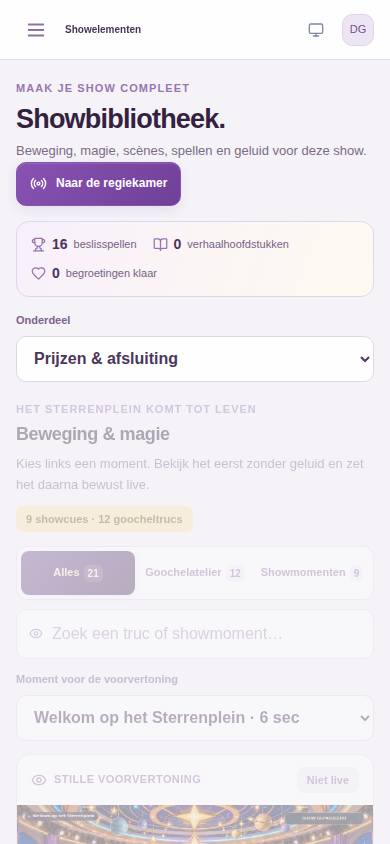 Showelementen
DG
MAAK JE SHOW COMPLEET
Showbibliotheek.
Beweging, magie, scènes, spellen en geluid voor deze show.
Naar de regiekamer
16 beslisspellen
0 verhaalhoofdstukken
0 begroetingen klaar
Onderdeel
Prijzen & afsluiting
HET STERRENPLEIN KOMT TOT LEVEN
Beweging & magie
Kies links een moment. Bekijk het eerst zonder geluid en zet
het daarna bewust live.
9 showcues · 12 goocheltrucs
Alles 21
Goochelatelier 12
Showmomenten 9
Zoek een truc of showmoment…
Moment voor de voorvertoning
Welkom op het Sterrenplein · 6 sec
STILLE VOORVERTONING
Niet live
Welkom op het Sterrenplein